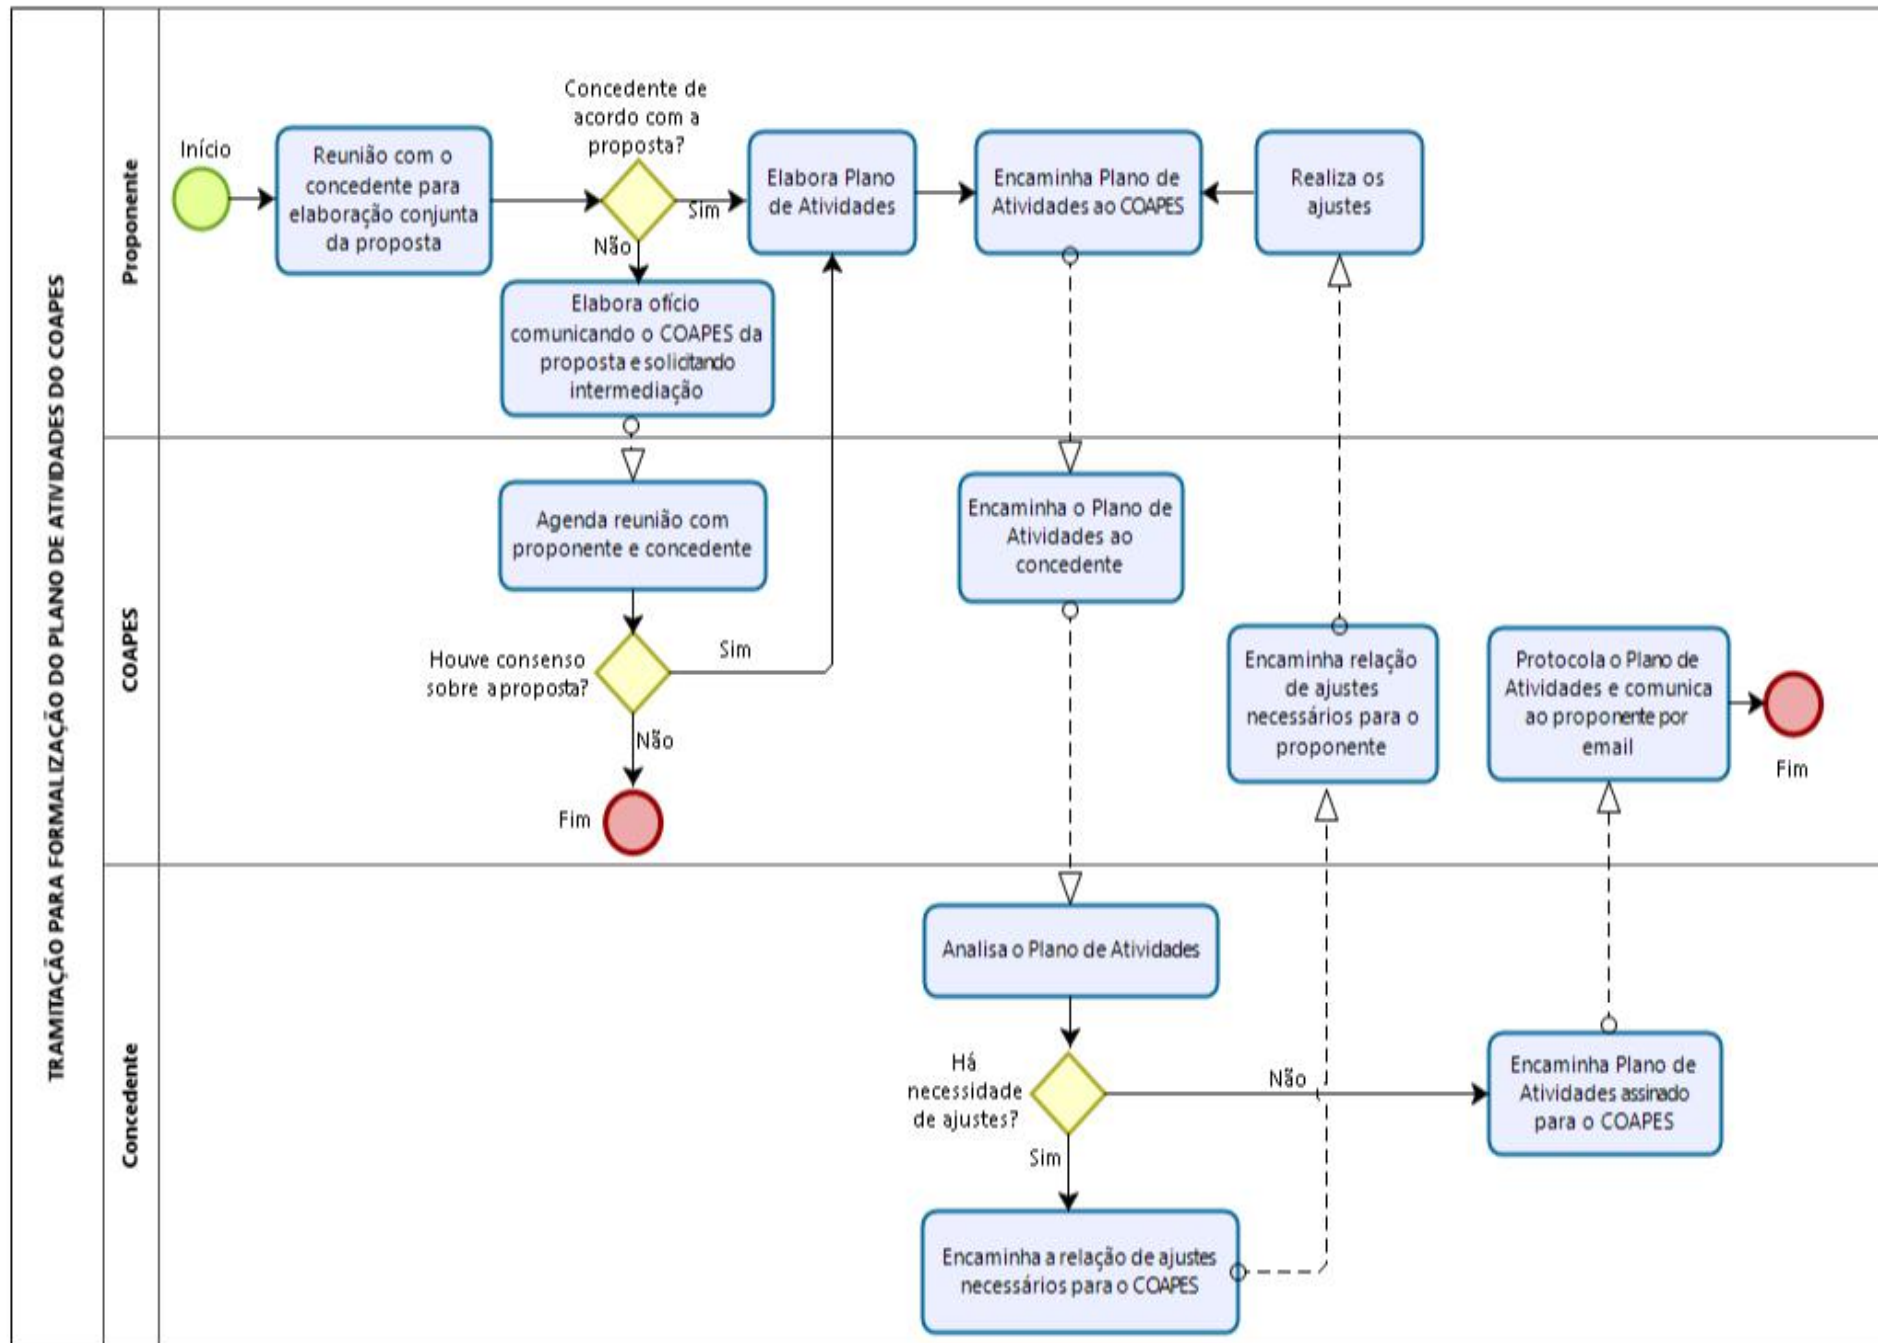 TRAMITAÇÃO PARA FORMALIZAÇÃO DO PLANO DE ATIVIDADES DO COAPES
Proponente
Início
Reunião com o
concedente para
elaboração conjunta
da proposta
Concedente de
acordo com a
proposta?
Sim
Não
Elabora Plano
de Atividades
Encaminha Plano de
Atividades ao COAPES
Realiza os
ajustes
Elabora ofício
comunicando o COAPES da
proposta e solicitando
intermediação
COAPES
Agenda reunião com
proponente e concedente
Houve consenso
sobre a proposta?
Sim
Não
Fim
Encaminha o Plano de
Atividades ao
concedente
Encaminha relação
de ajustes
necessários para o
proponente
Protocola o Plano de
Atividades e comunica
ao proponente por
email
Fim
Concedente
Analisa o Plano de Atividades
Há
necessidade
de ajustes?
Não
Sim
Encaminha Plano de
Atividades assinado
para o COAPES
Encaminha a relação de ajustes
necessários para o COAPES